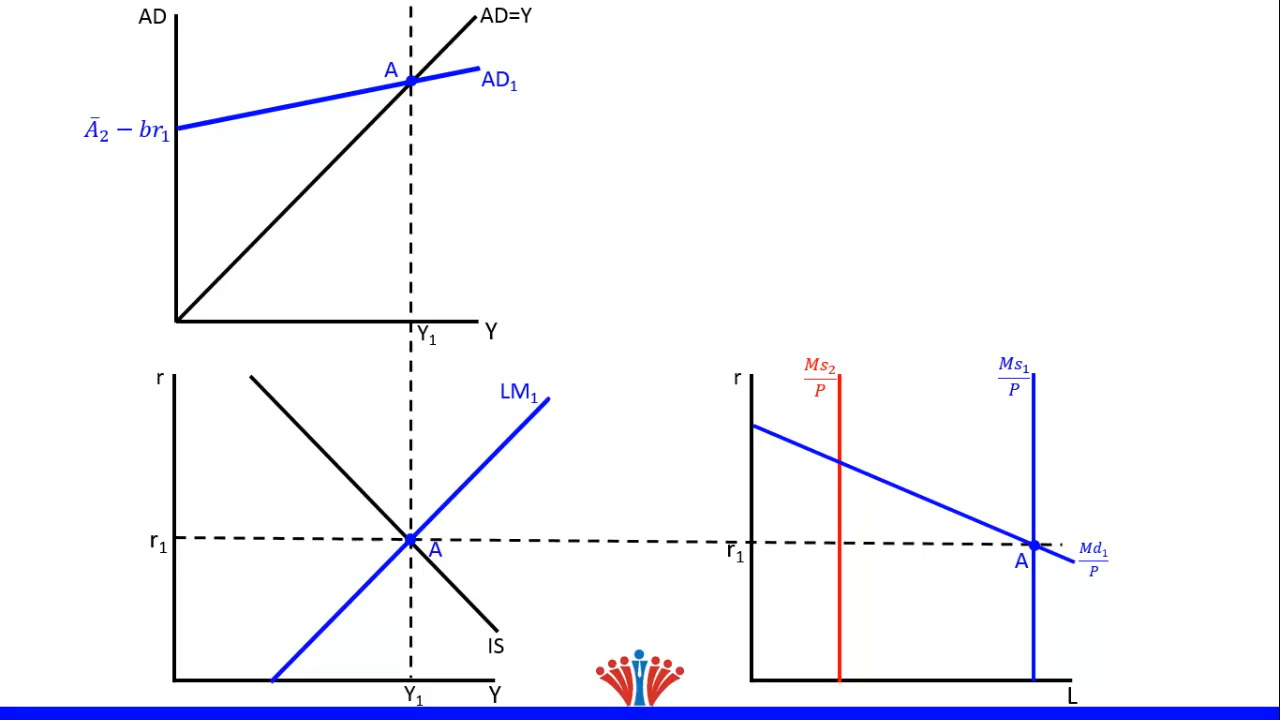 AD
AD=Y
A
AD₁
Ā₂ − br₁
Y₁
Y
r
LM₁
r₁
A
IS
Y₁
Y
r
Ms₂/P
Ms₁/P
r₁
A
Md₁/P
L